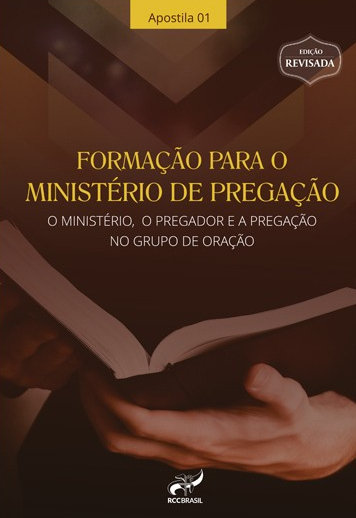 Apostila 01
EDIÇÃO
REVISADA
FORMAÇÃO PARA O
MINISTÉRIO DE PREGAÇÃO
O MINISTÉRIO, O PREGADOR E A PREGAÇÃO
NO GRUPO DE ORAÇÃO
RCCBRASIL